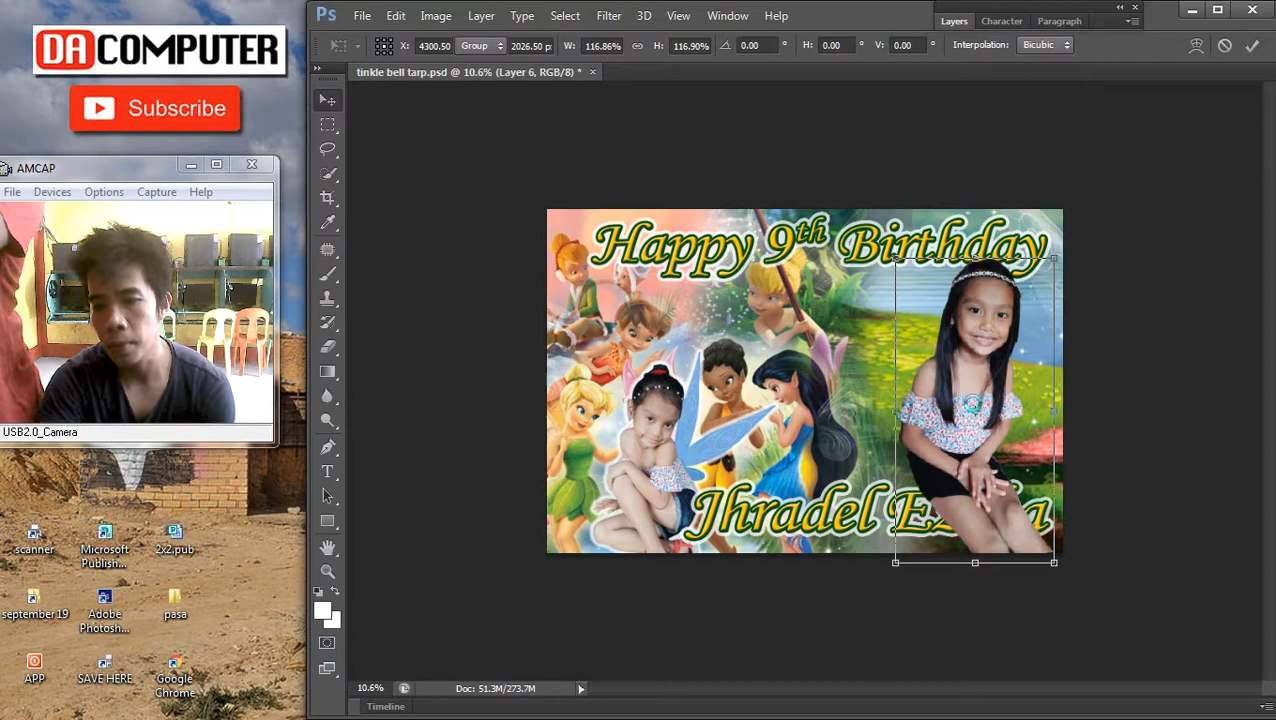 DA COMPUTER
Subscribe
AMCAP
File Devices Options Capture Help
USB2.0_Camera
scanner
Microsoft Publish...
2x2.pub
september 19
Adobe Photosh...
pasa
APP
SAVE HERE
Google Chrome
Ps File Edit Image Layer Type Select Filter 3D View Window Help
Layers Character Paragraph
X: 4300.50 Group 2026.50 p: W: 116.86% H: 116.90% 0.00 ° H: 0.00 ° V: 0.00 ° Interpolation: Bicubic
tinkle bell tarp.psd @ 10.6% (Layer 6, RGB/8) *
Happy 9th Birthday
Jhradel
10.6% Doc: 51.3M/273.7M
Timeline